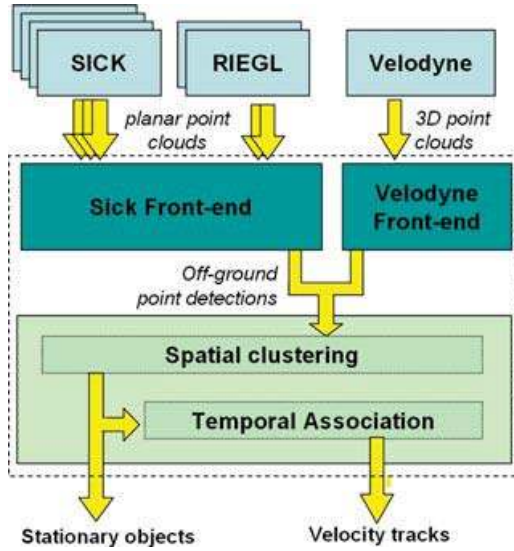 SICK
RIEGL
Velodyne
planar point
clouds
3D point
clouds
Sick Front-end
Velodyne
Front-end
Off-ground
point detections
Spatial clustering
Temporal Association
Stationary objects
Velocity tracks